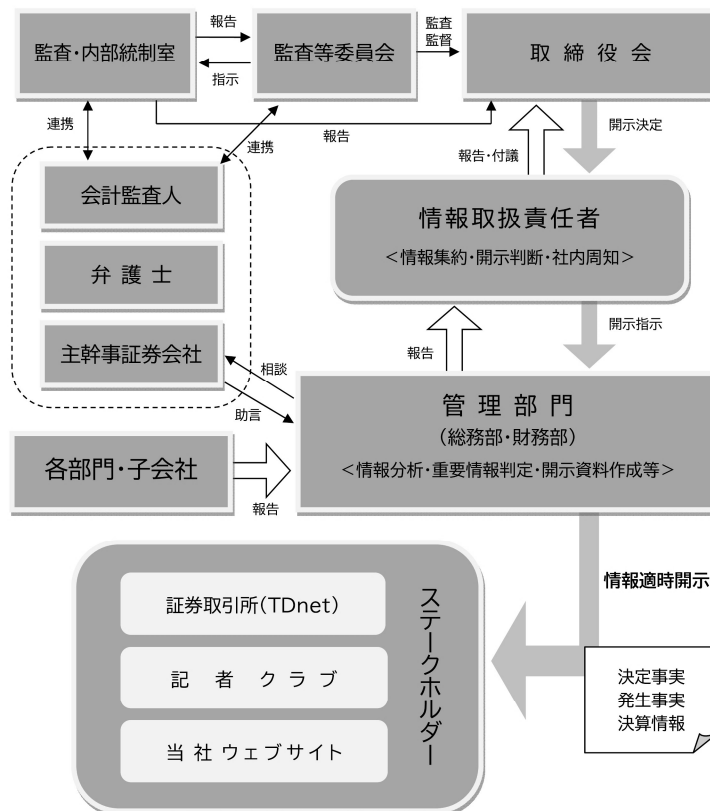 報告
監査
監督
監査・内部統制室
監査等委員会
取締役会
指示
連携
連携
報告
開示決定
報告・付議
会計監査人
情報取扱責任者
<情報集約・開示判断・社内周知>
弁護士
開示指示
主幹事証券会社
報告
相談
助言
管理部門
(総務部・財務部)
<情報分析・重要情報判定・開示資料作成等>
各部門・子会社
報告
情報適時開示
証券取引所(TDnet)
記者クラブ
当社ウェブサイト
ステークホルダー
決定事実
発生事実
決算情報